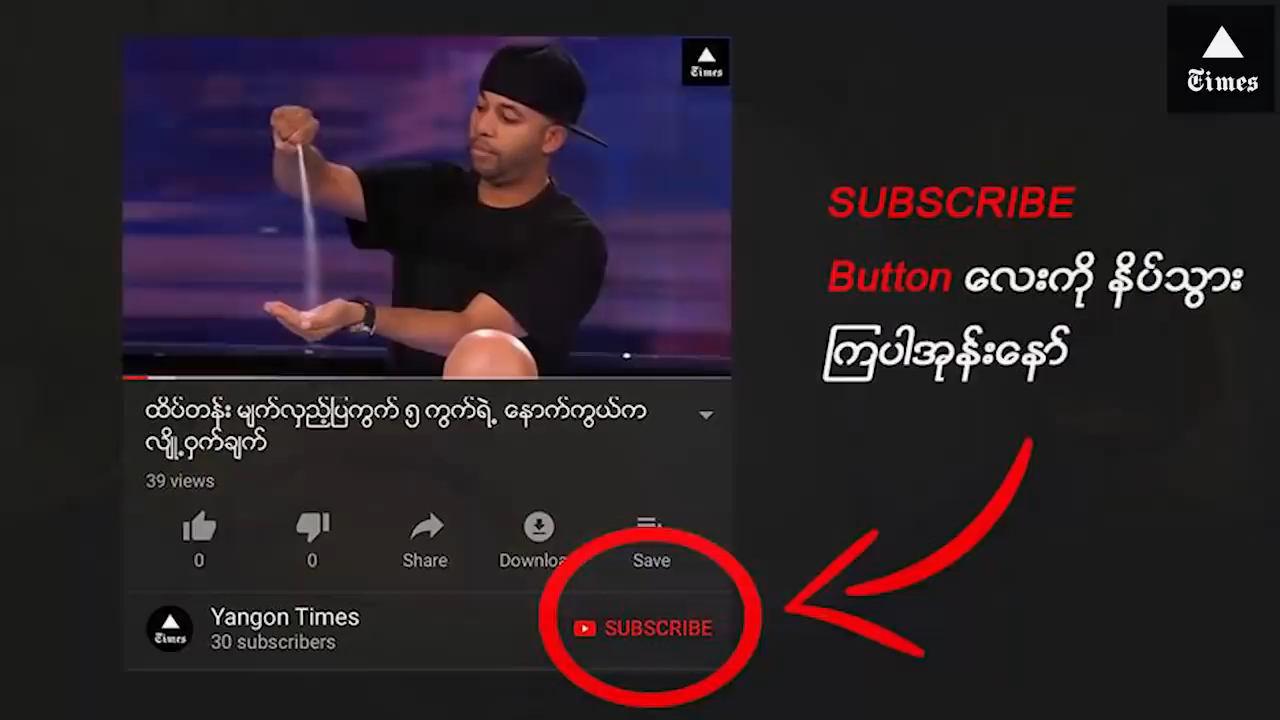 Times
Times
SUBSCRIBE
Button လေးကို နှိပ်သွား
ကြပါအုန်းနော်
ထိပ်တန်း မျက်လှည့်ပြကွက် ၅ ကွက်ရဲ့ နောက်ကွယ်က
လျှို့ဝှက်ချက်
39 views
0
0
Share
Downloa
Save
Times
Yangon Times
30 subscribers
SUBSCRIBE